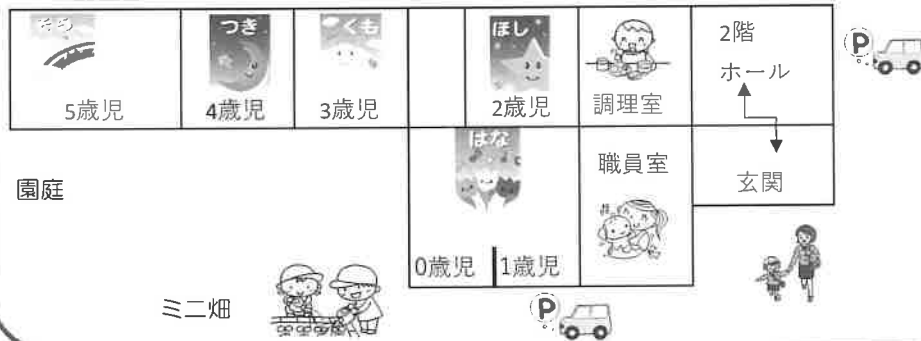 そら
5歳児
つき
4歳児
くも
3歳児
ほし
2歳児
調理室
2階
ホール
P
園庭
はな
0歳児
1歳児
職員室
玄関
ミニ畑
P